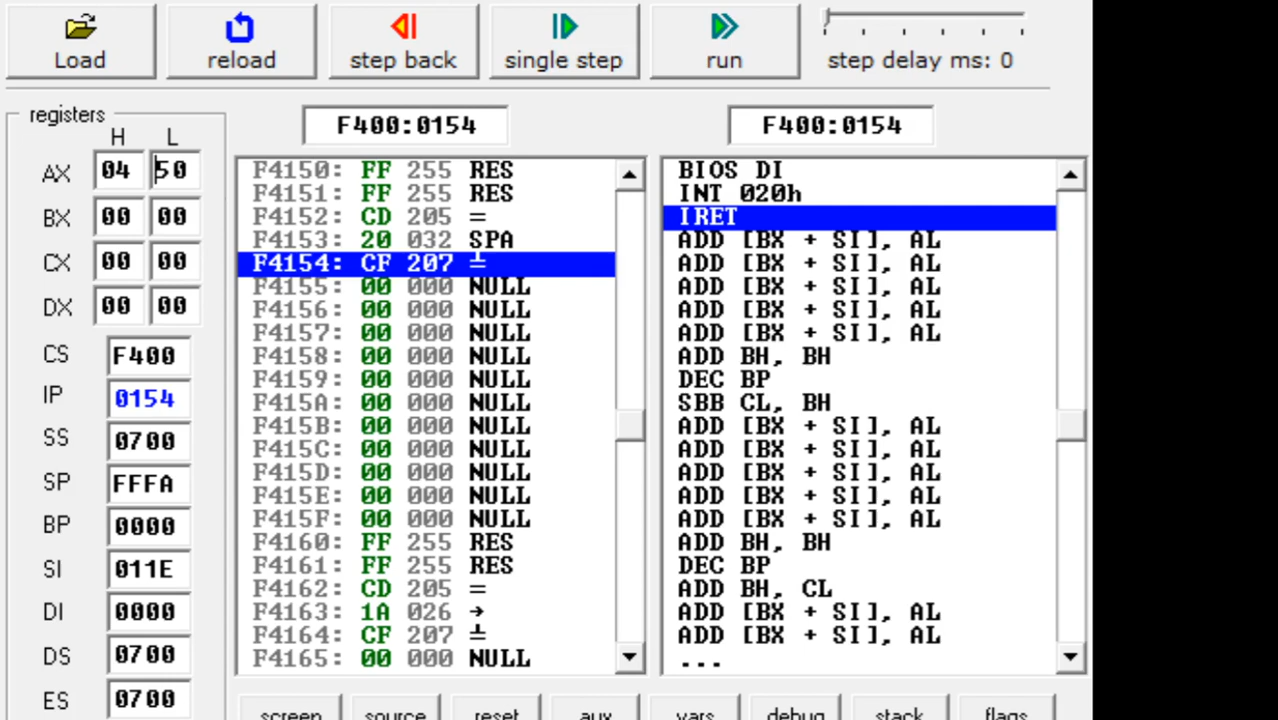 Load reload step back single step run step delay ms: 0
registers
H L
AX 04 50
BX 00 00
CX 00 00
DX 00 00
CS F400
IP 0154
SS 0700
SP FFFA
BP 0000
SI 011E
DI 0000
DS 0700
ES 0700
F400:0154
F4150: FF 255 RES
F4151: FF 255 RES
F4152: CD 205 =
F4153: 20 032 SPA
F4154: CF 207 ╧
F4155: 00 000 NULL
F4156: 00 000 NULL
F4157: 00 000 NULL
F4158: 00 000 NULL
F4159: 00 000 NULL
F415A: 00 000 NULL
F415B: 00 000 NULL
F415C: 00 000 NULL
F415D: 00 000 NULL
F415E: 00 000 NULL
F415F: 00 000 NULL
F4160: FF 255 RES
F4161: FF 255 RES
F4162: CD 205 =
F4163: 1A 026 →
F4164: CF 207 ╧
F4165: 00 000 NULL
F400:0154
BIOS DI
INT 020h
IRET
ADD [BX + SI], AL
ADD [BX + SI], AL
ADD [BX + SI], AL
ADD [BX + SI], AL
ADD [BX + SI], AL
ADD BH, BH
DEC BP
SBB CL, BH
ADD [BX + SI], AL
ADD [BX + SI], AL
ADD [BX + SI], AL
ADD [BX + SI], AL
ADD [BX + SI], AL
ADD BH, BH
DEC BP
ADD BH, CL
ADD [BX + SI], AL
ADD [BX + SI], AL
...
screen source reset aux vars debug stack flags